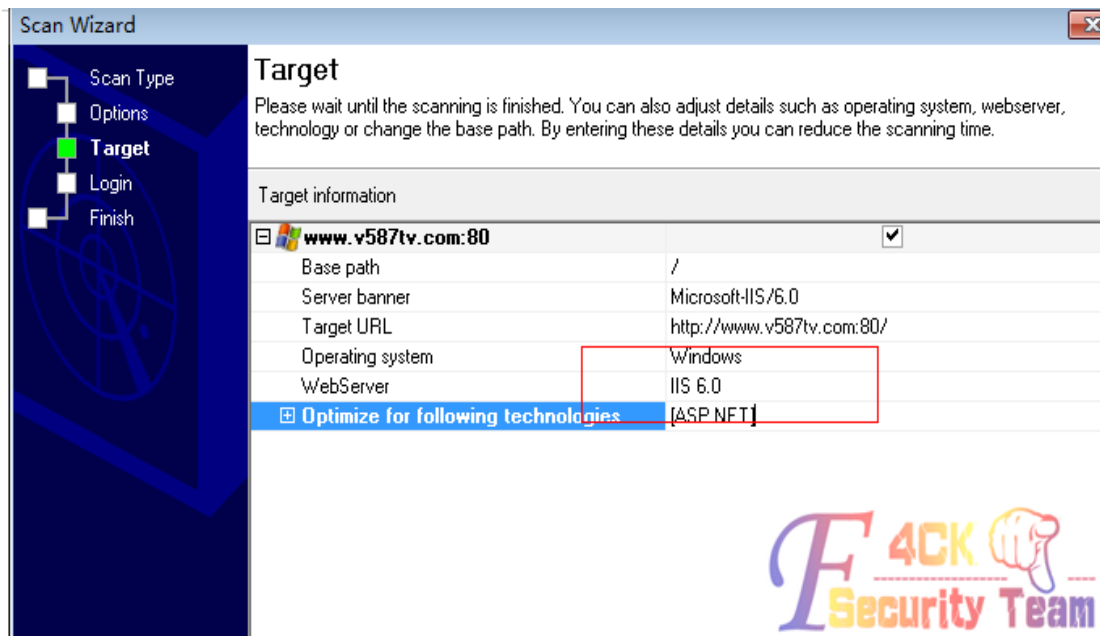 Scan Wizard
Scan Type
Options
Target
Login
Finish
Target
Please wait until the scanning is finished. You can also adjust details such as operating system, webserver,
technology or change the base path. By entering these details you can reduce the scanning time.
Target information
www.v587tv.com:80
Base path /
Server banner Microsoft-IIS/6.0
Target URL http://www.v587tv.com:80/
Operating system Windows
WebServer IIS 6.0
Optimize for following technologies [ASP.NET]
F4CK
Security Team